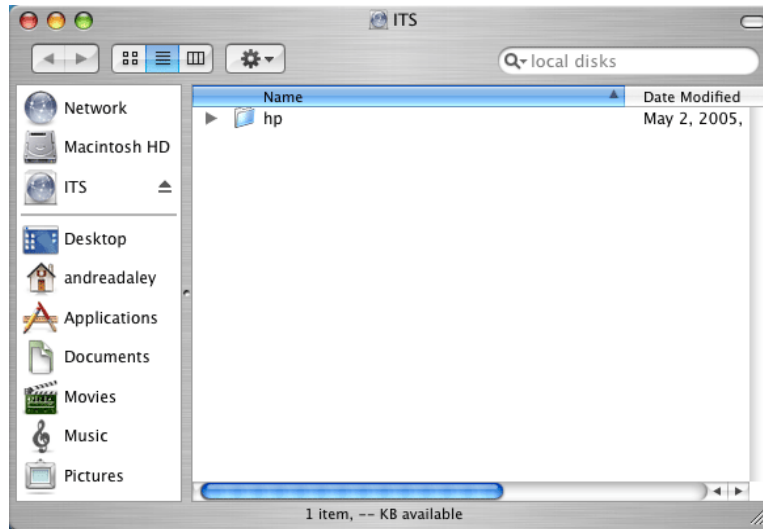 ITS
local disks
Name
Date Modified
hp
May 2, 2005,
Network
Macintosh HD
ITS
Desktop
andreadaley
Applications
Documents
Movies
Music
Pictures
1 item, -- KB available